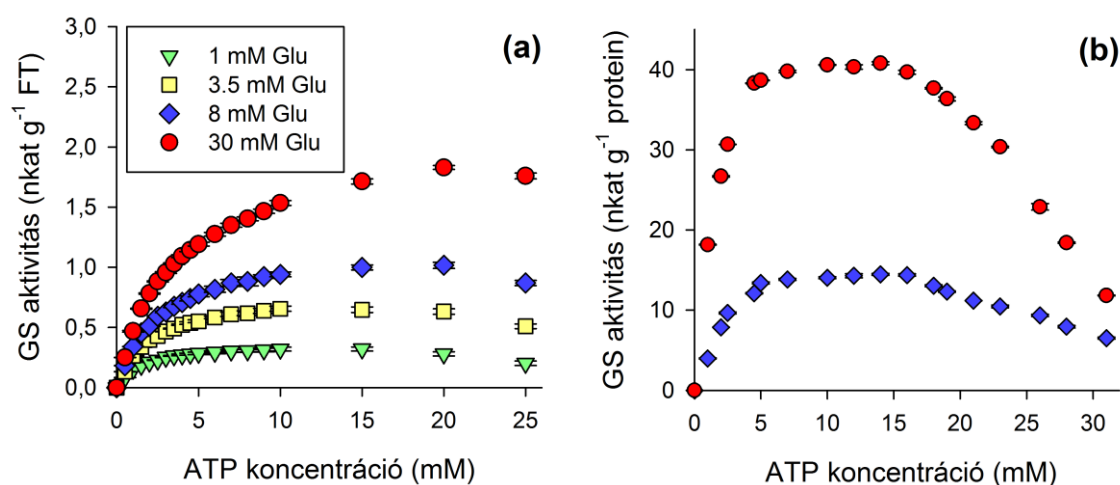 (a)
3,0
2,5
2,0
1,5
1,0
0,5
0,0
GS aktivitás (nkat g⁻¹ FT)
1 mM Glu
3.5 mM Glu
8 mM Glu
30 mM Glu
0 5 10 15 20 25
ATP koncentráció (mM)
(b)
40
30
20
10
0
GS aktivitás (nkat g⁻¹ protein)
0 5 10 15 20 25 30
ATP koncentráció (mM)